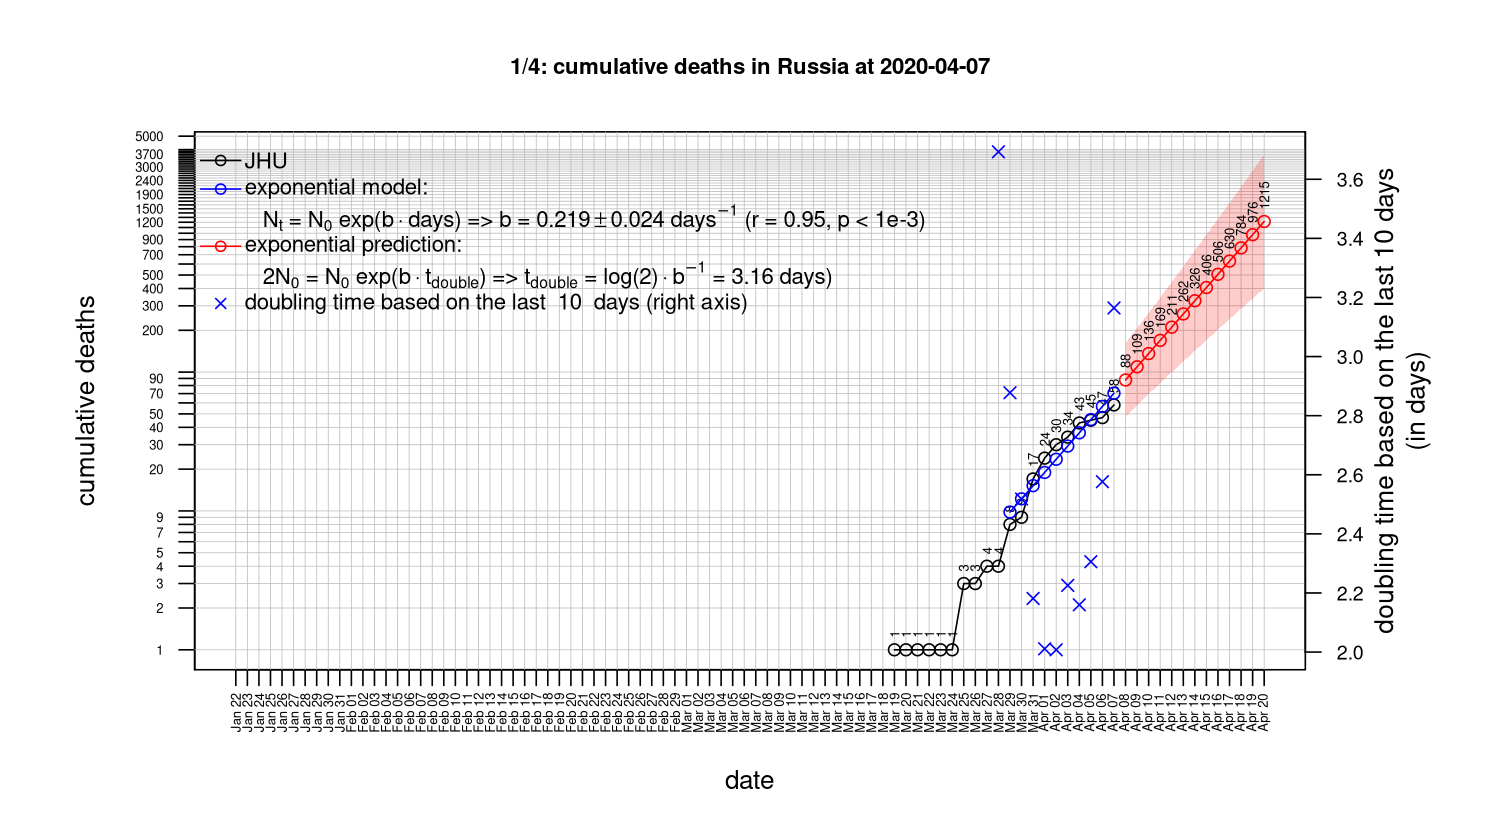 1/4: cumulative deaths in Russia at 2020-04-07
JHU
exponential model:
Nt = N0 exp(b · days) => b = 0.219 ± 0.024 days−1 (r = 0.95, p < 1e-3)
exponential prediction:
2N0 = N0 exp(b · tdouble) => tdouble = log(2) · b−1 = 3.16 days)
doubling time based on the last 10 days (right axis)
cumulative deaths
5000
3700
3000
2400
1900
1500
1200
900
700
500
400
300
200
90
70
50
40
30
20
9
7
5
4
3
2
1
1
1
1
1
1
1
3
3
4
4
17
24
30
34
43
45
58
88
109
136
169
211
262
326
406
506
630
784
976
1215
3.6
3.4
3.2
3.0
2.8
2.6
2.4
2.2
2.0
doubling time based on the last 10 days
(in days)
Jan 22
Jan 23
Jan 24
Jan 25
Jan 26
Jan 27
Jan 28
Jan 29
Jan 30
Jan 31
Feb 01
Feb 02
Feb 03
Feb 04
Feb 05
Feb 06
Feb 07
Feb 08
Feb 09
Feb 10
Feb 11
Feb 12
Feb 13
Feb 14
Feb 15
Feb 16
Feb 17
Feb 18
Feb 19
Feb 20
Feb 21
Feb 22
Feb 23
Feb 24
Feb 25
Feb 26
Feb 27
Feb 28
Feb 29
Mar 01
Mar 02
Mar 03
Mar 04
Mar 05
Mar 06
Mar 07
Mar 08
Mar 09
Mar 10
Mar 11
Mar 12
Mar 13
Mar 14
Mar 15
Mar 16
Mar 17
Mar 18
Mar 19
Mar 20
Mar 21
Mar 22
Mar 23
Mar 24
Mar 25
Mar 26
Mar 27
Mar 28
Mar 29
Mar 30
Mar 31
Apr 01
Apr 02
Apr 03
Apr 04
Apr 05
Apr 06
Apr 07
Apr 08
Apr 09
Apr 10
Apr 11
Apr 12
Apr 13
Apr 14
Apr 15
Apr 16
Apr 17
Apr 18
Apr 19
Apr 20
date